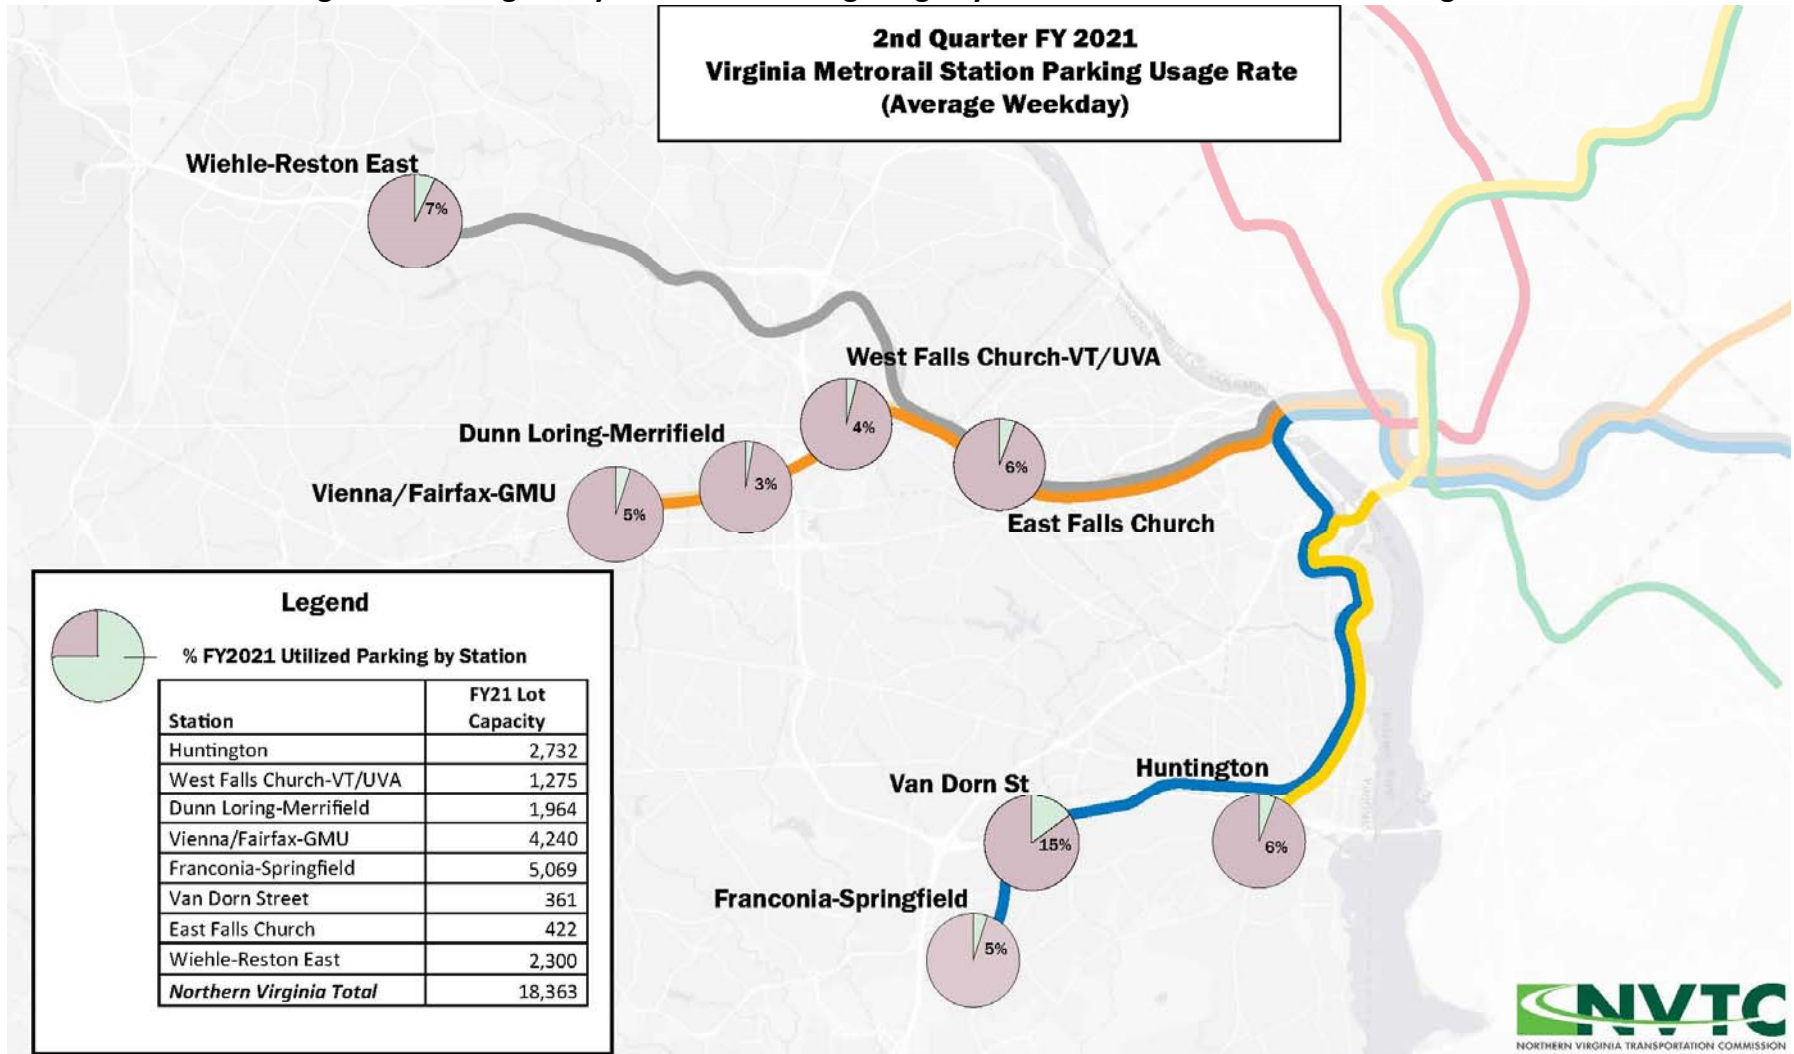 2nd Quarter FY 2021
Virginia Metrorail Station Parking Usage Rate
(Average Weekday)
Wiehle-Reston East
7%
West Falls Church-VT/UVA
4%
Dunn Loring-Merrifield
3%
6%
Vienna/Fairfax-GMU
5%
East Falls Church
Legend
% FY2021 Utilized Parking by Station
Station FY21 Lot Capacity
Huntington 2,732
West Falls Church-VT/UVA 1,275
Dunn Loring-Merrifield 1,964
Vienna/Fairfax-GMU 4,240
Franconia-Springfield 5,069
Van Dorn Street 361
East Falls Church 422
Wiehle-Reston East 2,300
Northern Virginia Total 18,363
Van Dorn St
15%
Huntington
6%
Franconia-Springfield
5%
NVTC
NORTHERN VIRGINIA TRANSPORTATION COMMISSION